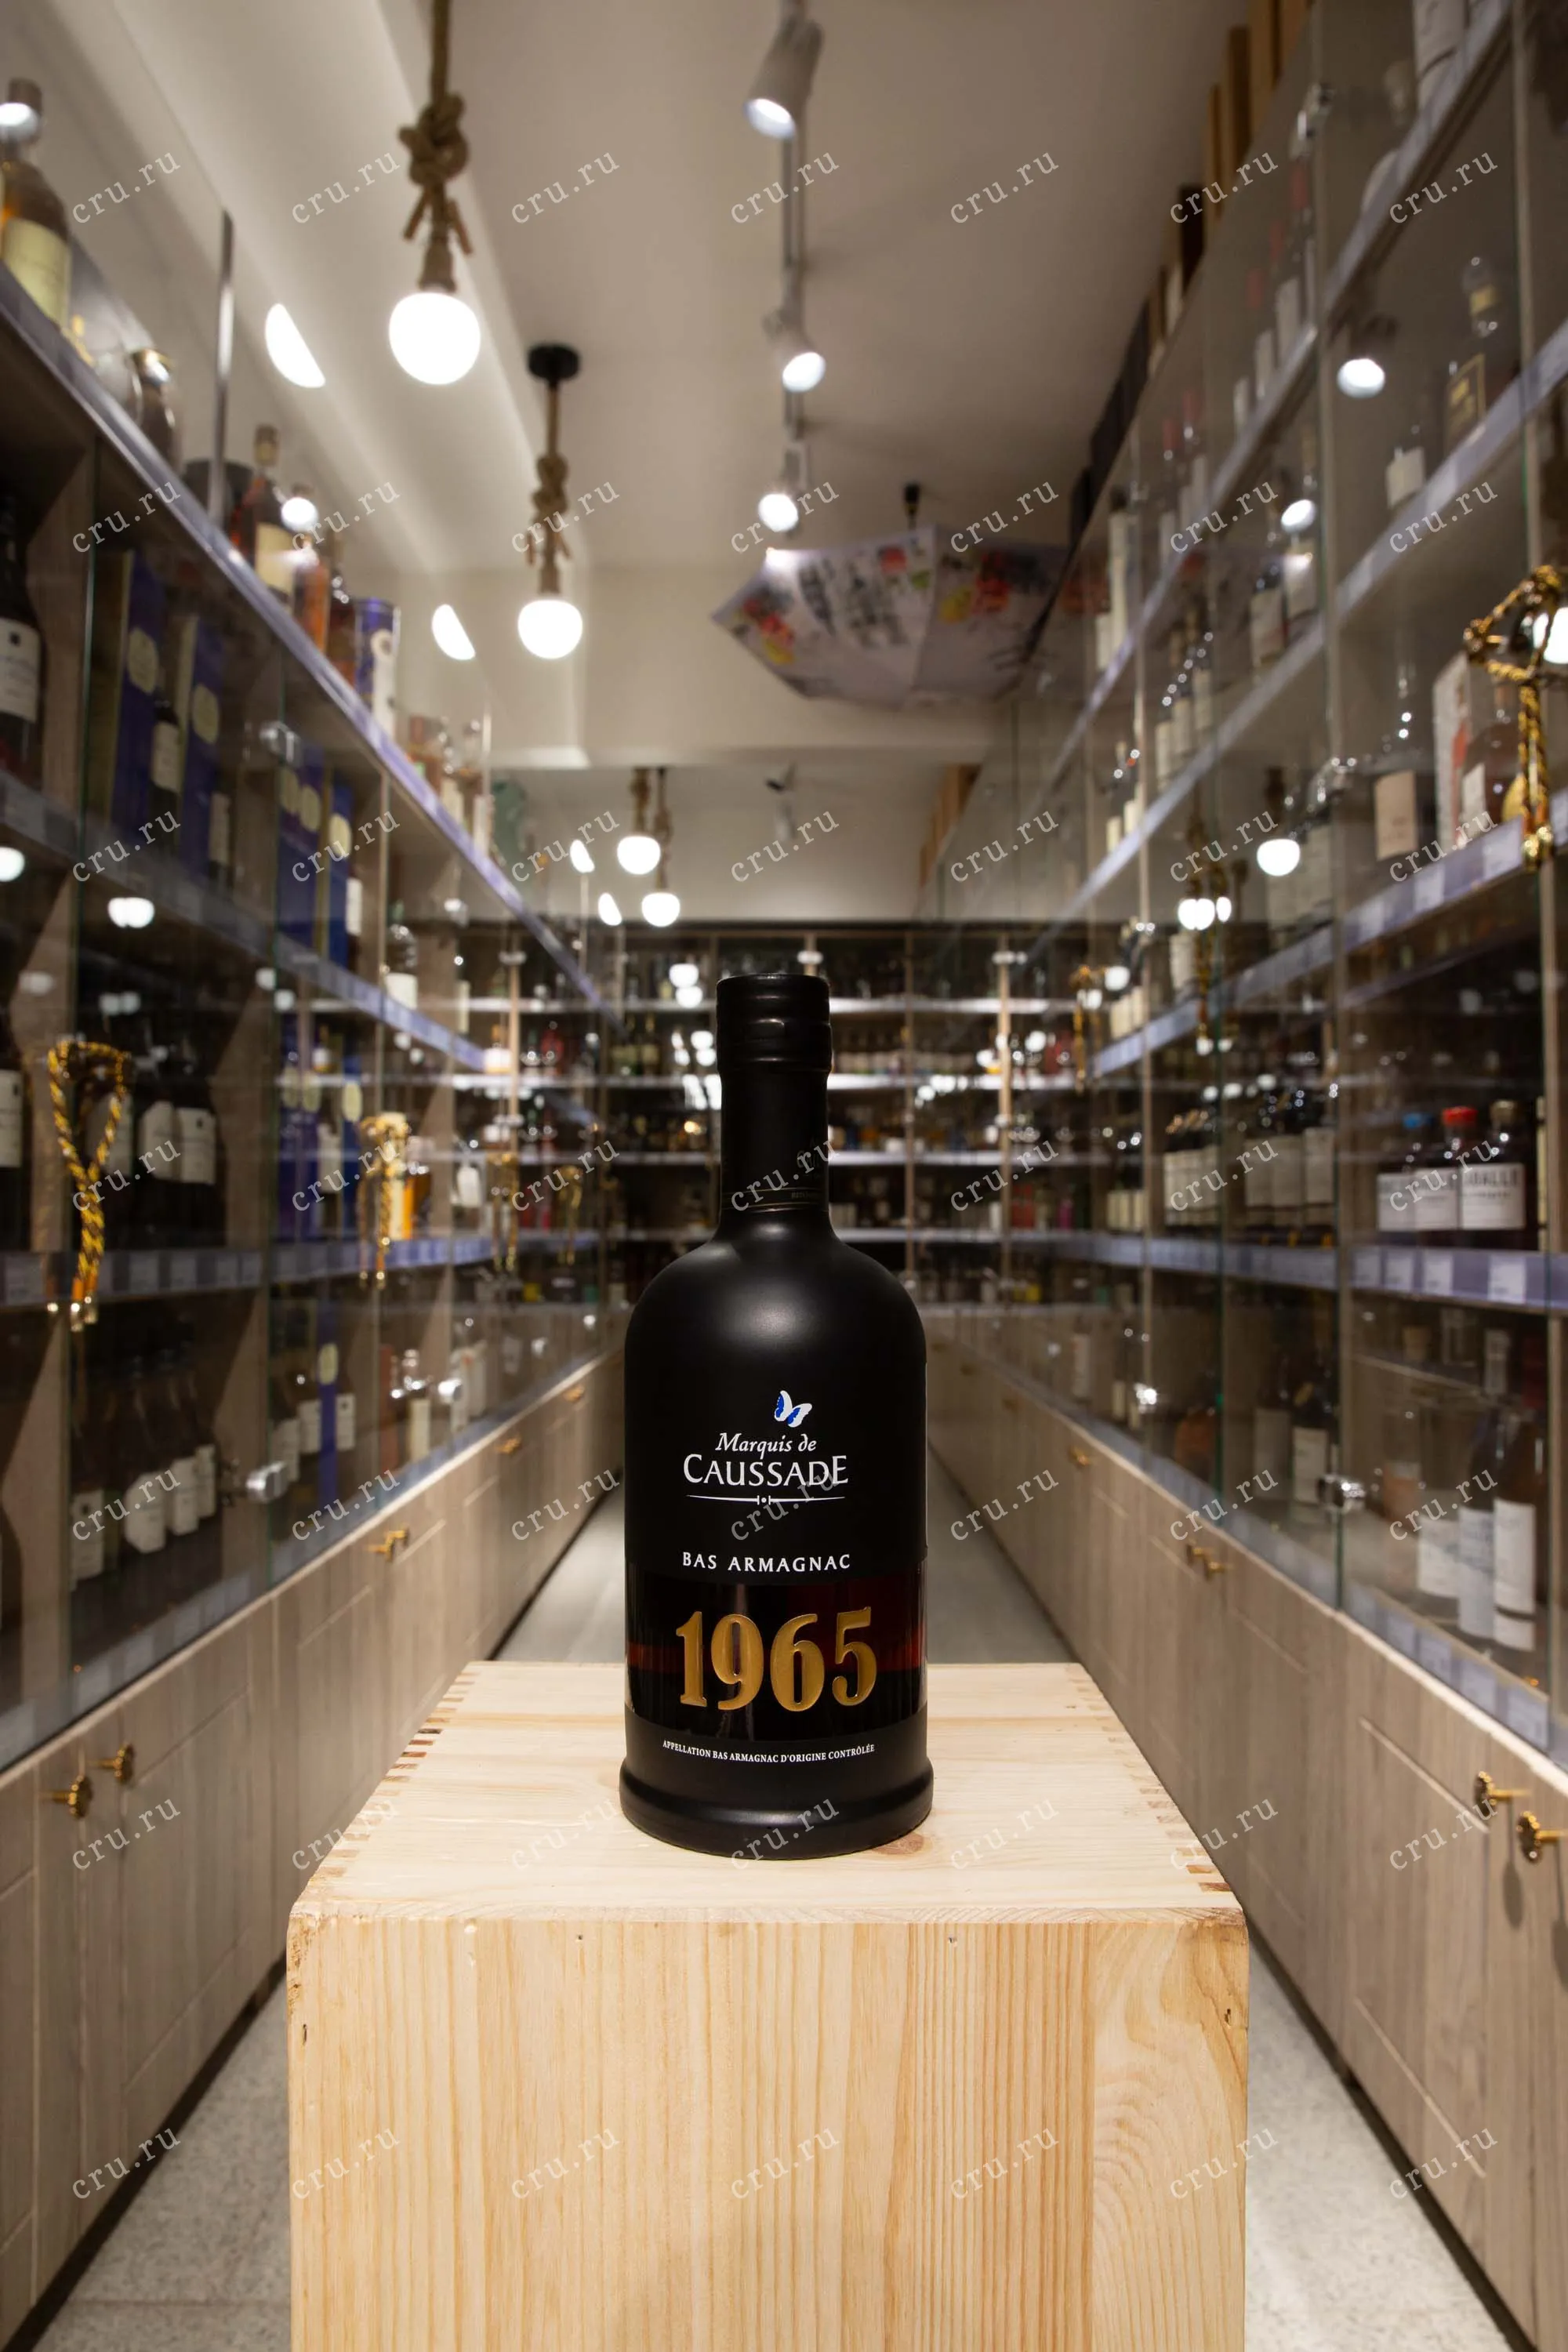 Marquis de
CAUSSADE
BAS ARMAGNAC
1965
APPELLATION BAS ARMAGNAC D'ORIGINE CONTRÔLÉE
cru.ru